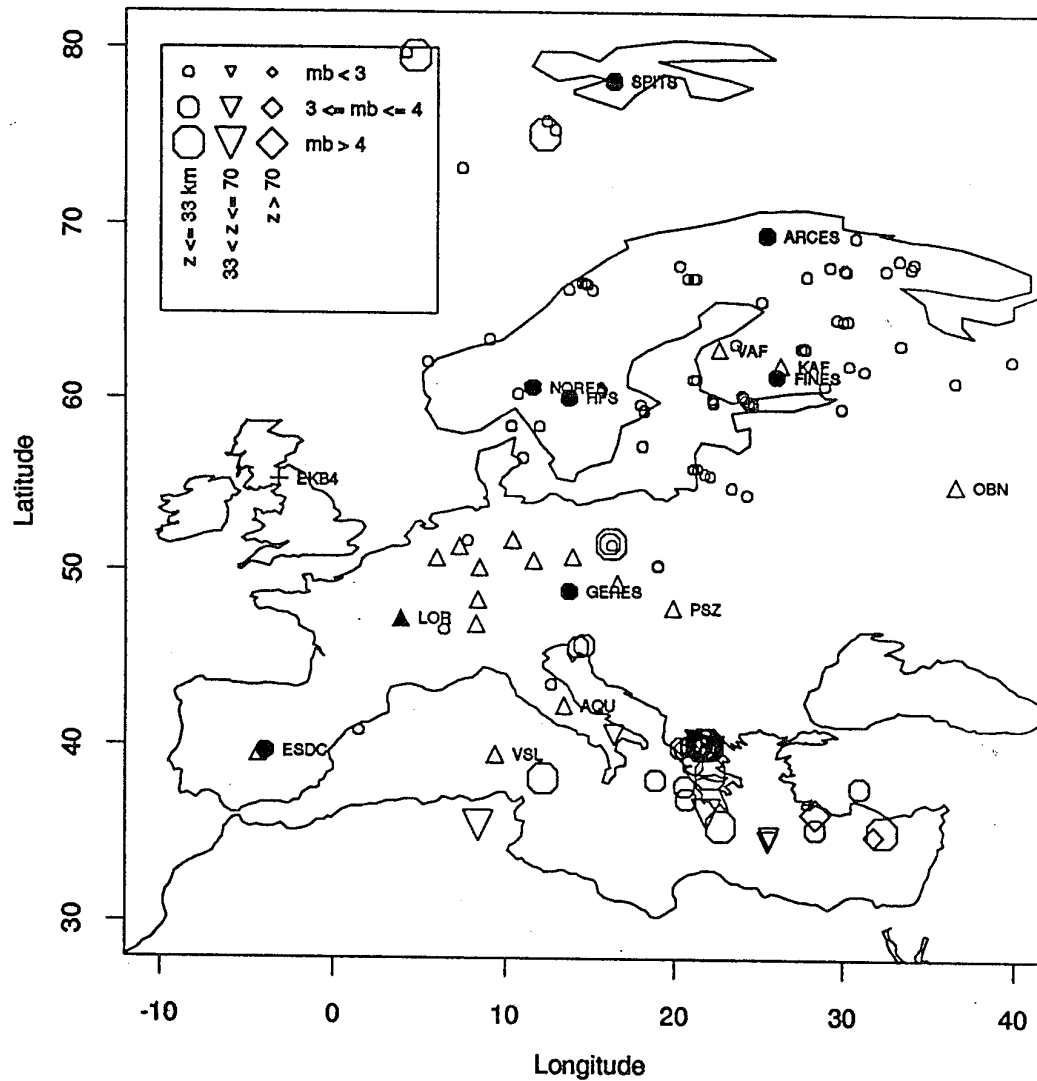 80
70
60
50
40
30
Latitude
-10
0
10
20
30
40
Longitude
mb < 3
3 <= mb <= 4
mb > 4
z <= 33 km
33 < z <= 70
z > 70
SPITS
ARCES
VAF
KAF
FINES
NORES
HFS
EKB4
OBN
GERES
PSZ
LOR
AQU
ESDC
VSL